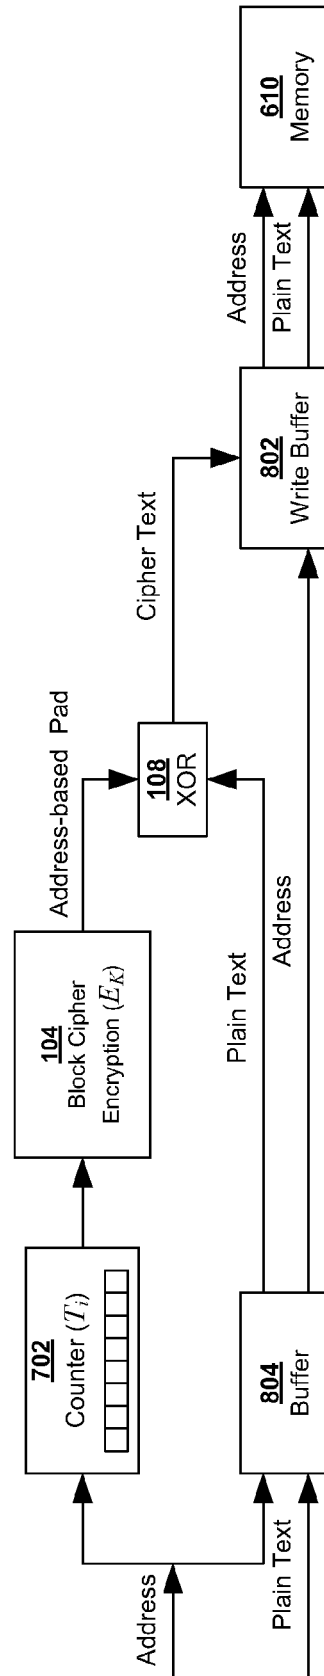 Address
Plain Text
702
Counter (T_i)
804
Buffer
104
Block Cipher
Encryption (E_K)
Address-based Pad
Plain Text
Address
108
XOR
Cipher Text
802
Write Buffer
Address
Plain Text
610
Memory